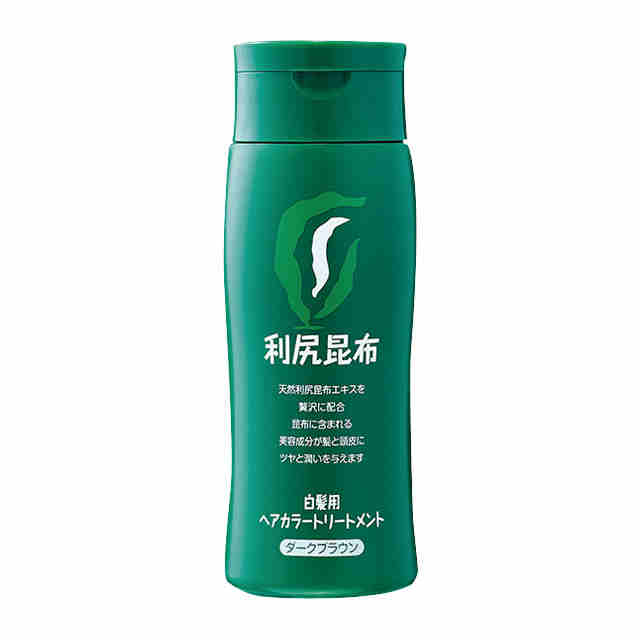 利尻昆布
天然利尻昆布エキスを
贅沢に配合
昆布に含まれる
美容成分が髪と頭皮に
ツヤと潤いを与えます
白髪用
ヘアカラートリートメント
ダークブラウン